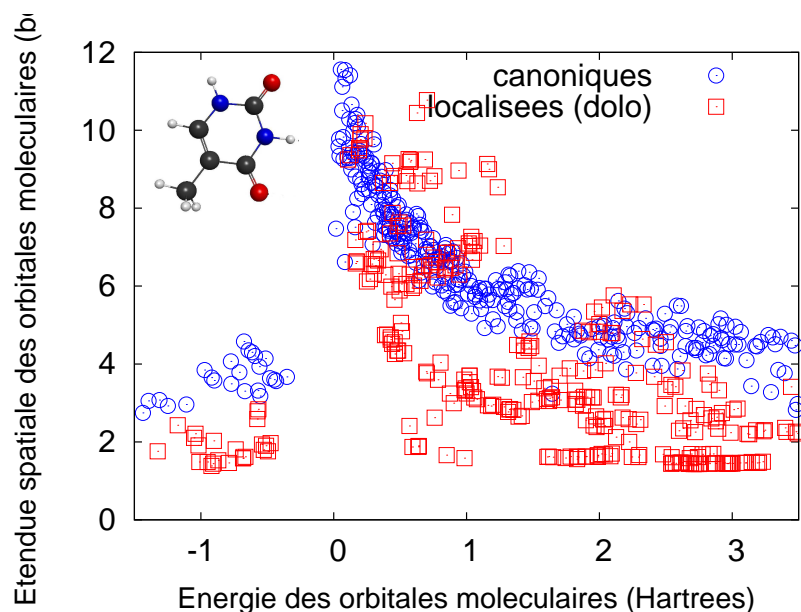 Etendue spatiale des orbitales moleculaires
12
10
8
6
4
2
0
canoniques
localisees (dolo)
-1 0 1 2 3
Energie des orbitales moleculaires (Hartrees)